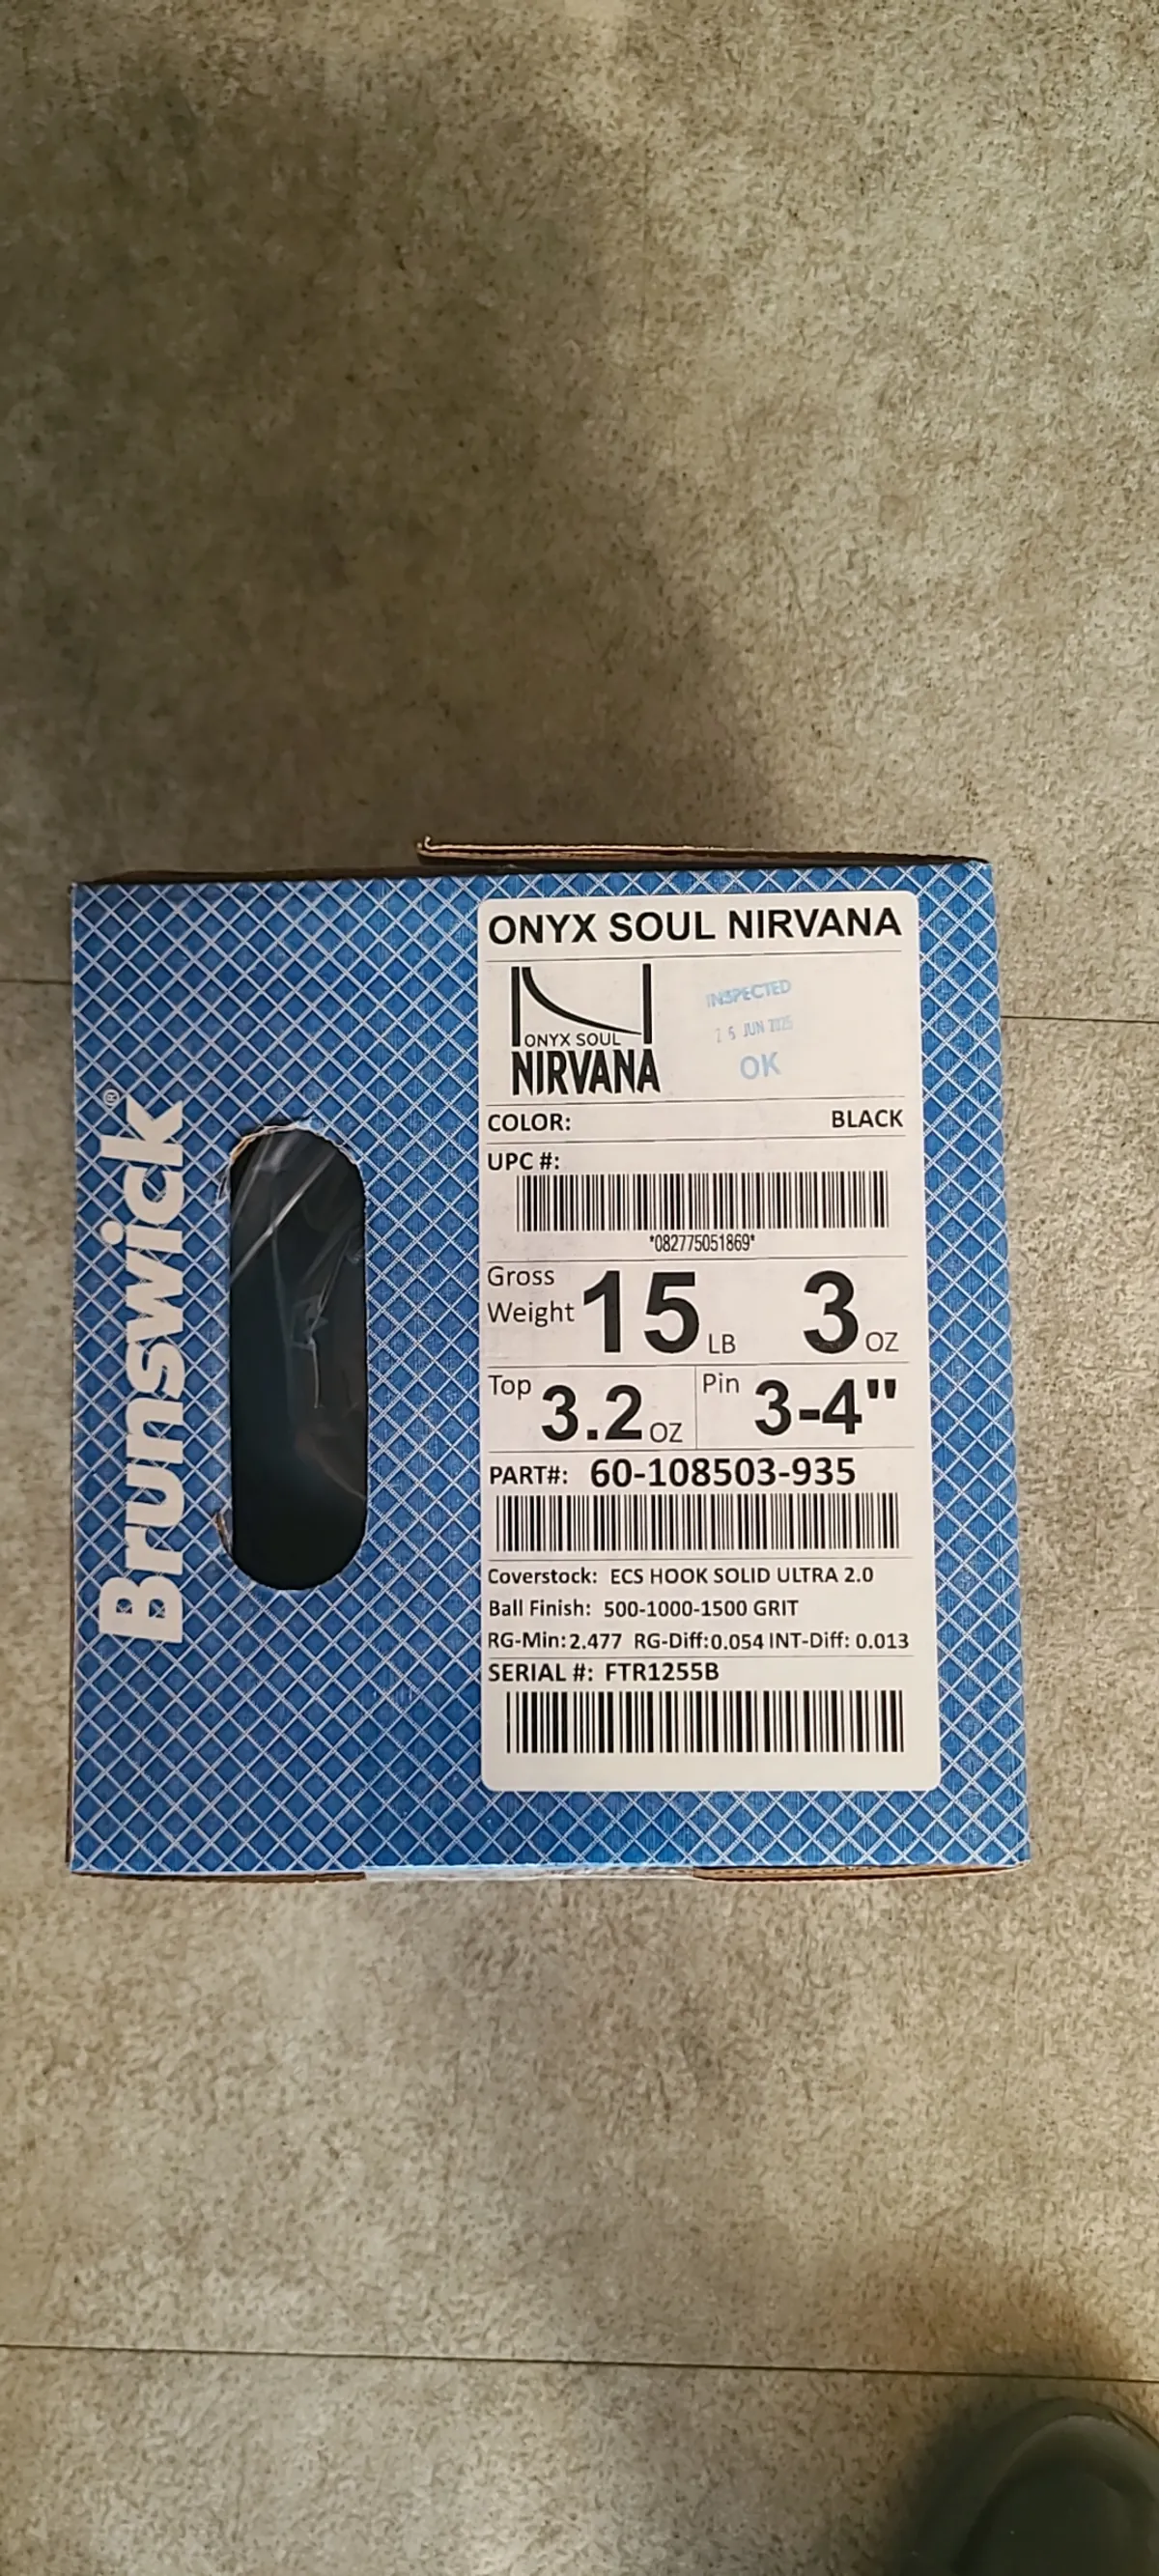 Brunswick®
ONYX SOUL NIRVANA
ONYX SOUL
NIRVANA
INSPECTED
25 JUN 2025
OK
COLOR: BLACK
UPC #:
*082775051869*
Gross Weight 15 LB 3 OZ
Top 3.2 OZ Pin 3-4"
PART#: 60-108503-935
Coverstock: ECS HOOK SOLID ULTRA 2.0
Ball Finish: 500-1000-1500 GRIT
RG-Min: 2.477 RG-Diff: 0.054 INT-Diff: 0.013
SERIAL #: FTR1255B